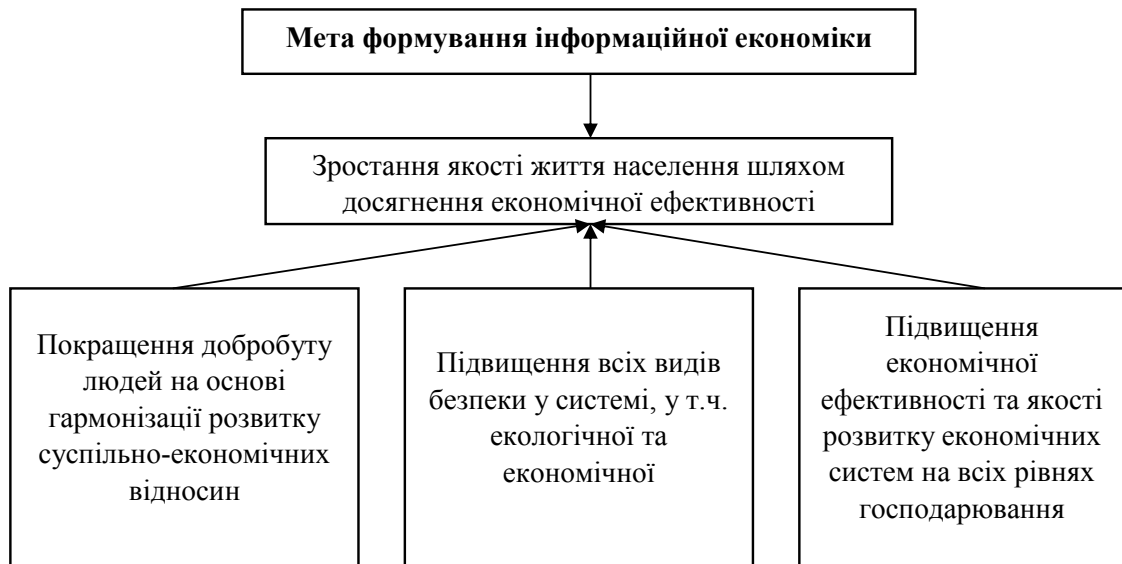 Мета формування інформаційної економіки
Зростання якості життя населення шляхом
досягнення економічної ефективності
Покращення добробуту
людей на основі
гармонізації розвитку
суспільно-економічних
відносин
Підвищення всіх видів
безпеки у системі, у т.ч.
екологічної та
економічної
Підвищення
економічної
ефективності та якості
розвитку економічних
систем на всіх рівнях
господарювання